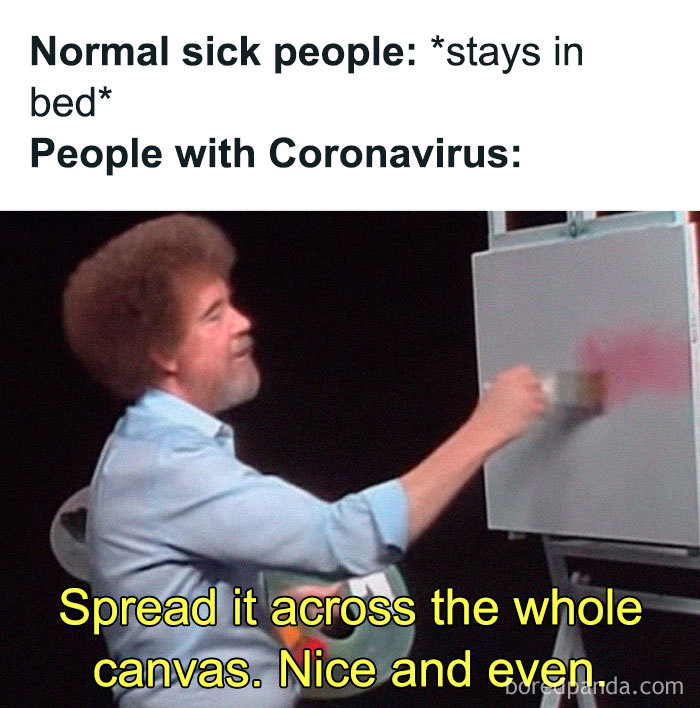 Normal sick people: *stays in
bed*
People with Coronavirus:
Spread it across the whole
canvas. Nice and even.
boredpanda.com